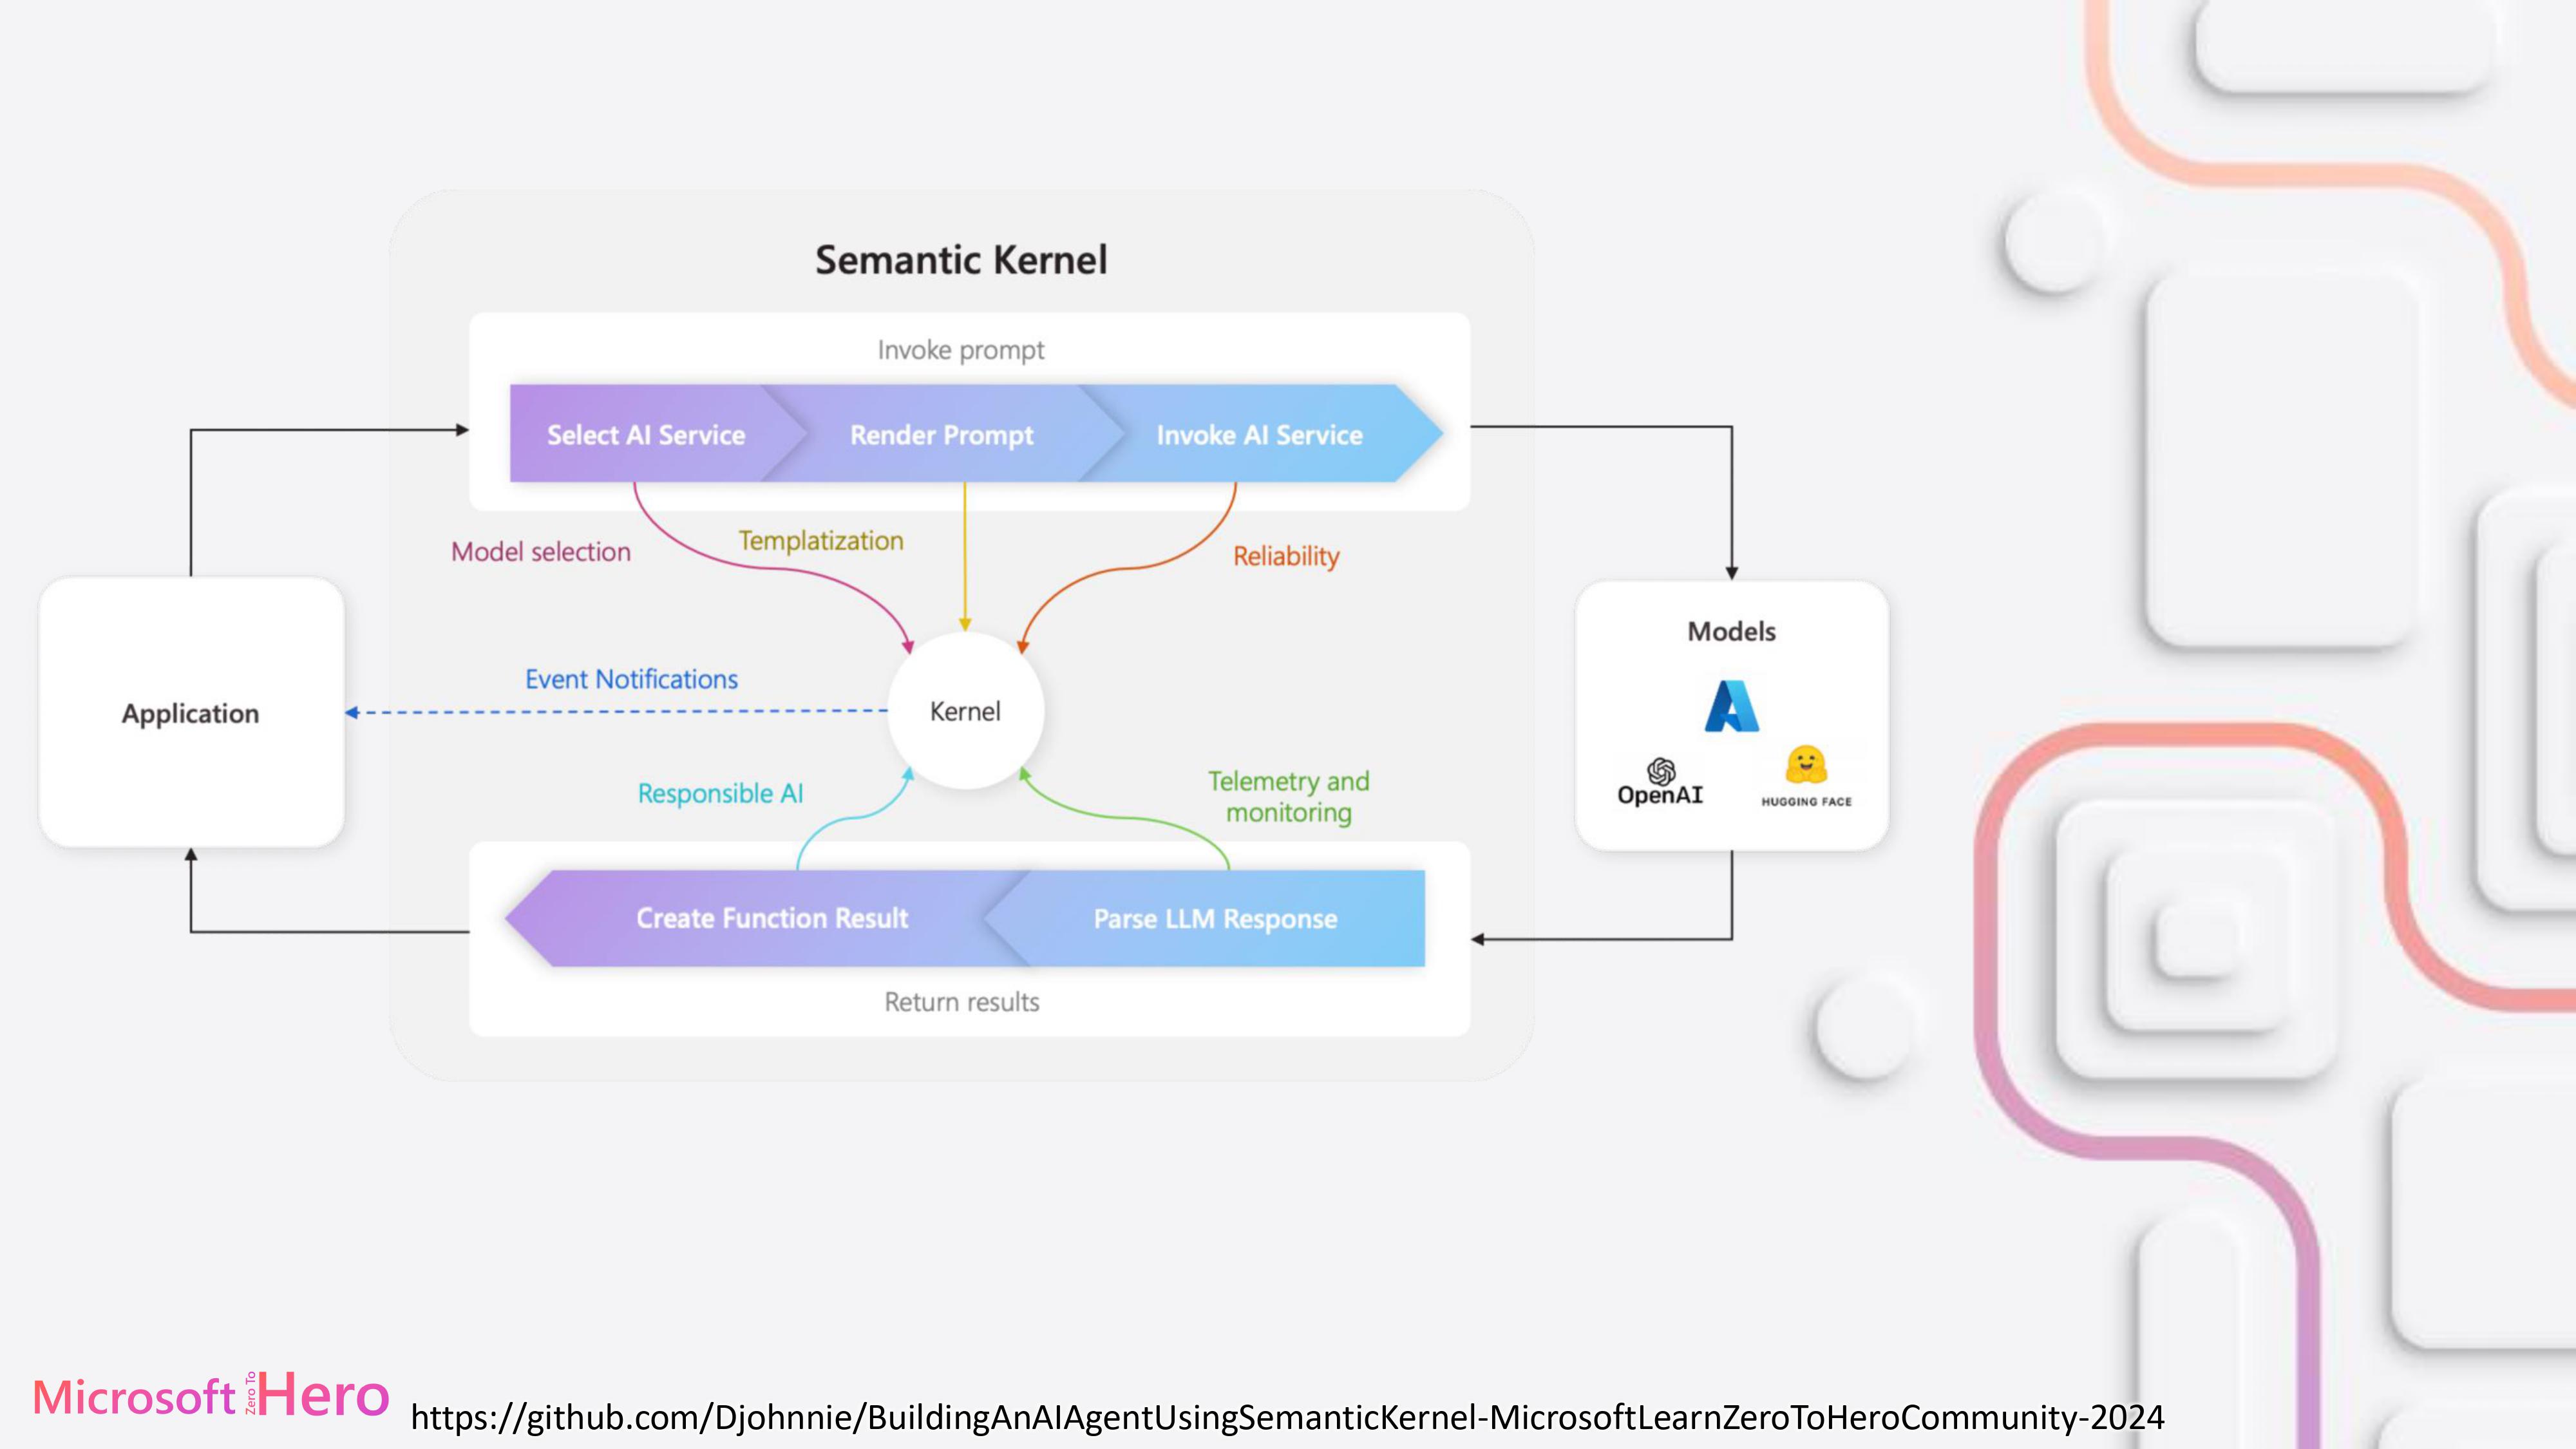 Semantic Kernel
Invoke prompt
Select AI Service
Render Prompt
Invoke AI Service
Model selection
Templatization
Reliability
Application
Event Notifications
Kernel
Models
OpenAI
HUGGING FACE
Responsible AI
Telemetry and
monitoring
Create Function Result
Parse LLM Response
Return results
Microsoft Zero To Hero
https://github.com/Djohnnie/BuildingAnAIAgentUsingSemanticKernel-MicrosoftLearnZeroToHeroCommunity-2024